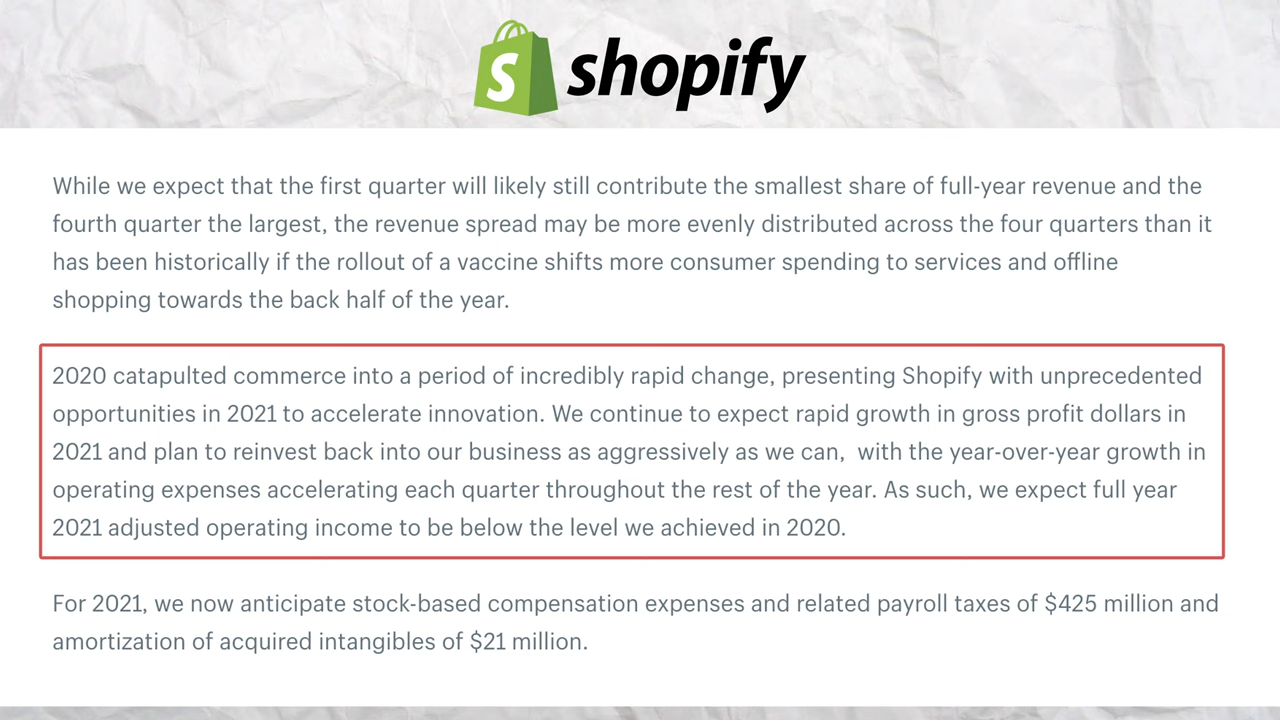 shopify
While we expect that the first quarter will likely still contribute the smallest share of full-year revenue and the
fourth quarter the largest, the revenue spread may be more evenly distributed across the four quarters than it
has been historically if the rollout of a vaccine shifts more consumer spending to services and offline
shopping towards the back half of the year.
2020 catapulted commerce into a period of incredibly rapid change, presenting Shopify with unprecedented
opportunities in 2021 to accelerate innovation. We continue to expect rapid growth in gross profit dollars in
2021 and plan to reinvest back into our business as aggressively as we can,  with the year-over-year growth in
operating expenses accelerating each quarter throughout the rest of the year. As such, we expect full year
2021 adjusted operating income to be below the level we achieved in 2020.
For 2021, we now anticipate stock-based compensation expenses and related payroll taxes of $425 million and
amortization of acquired intangibles of $21 million.